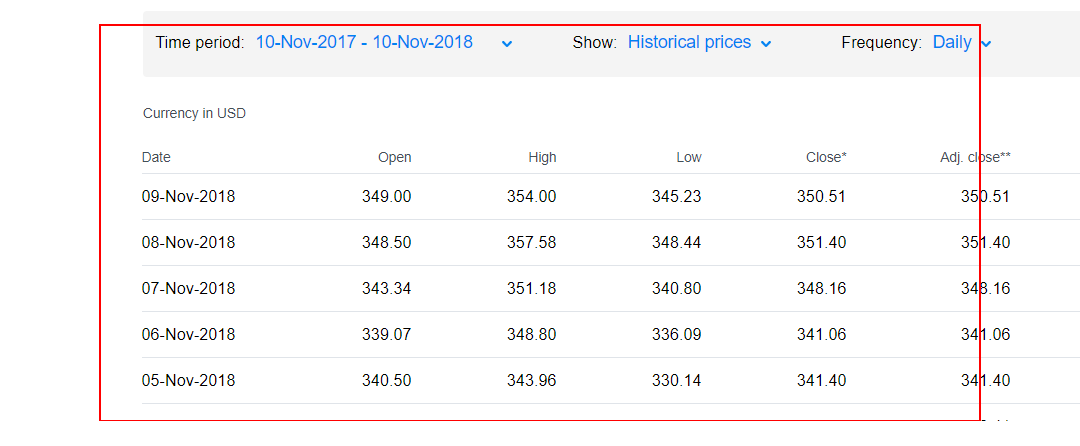 Time period: 10-Nov-2017 - 10-Nov-2018 Show: Historical prices Frequency: Daily
Currency in USD
Date Open High Low Close* Adj. close**
09-Nov-2018 349.00 354.00 345.23 350.51 350.51
08-Nov-2018 348.50 357.58 348.44 351.40 351.40
07-Nov-2018 343.34 351.18 340.80 348.16 348.16
06-Nov-2018 339.07 348.80 336.09 341.06 341.06
05-Nov-2018 340.50 343.96 330.14 341.40 341.40